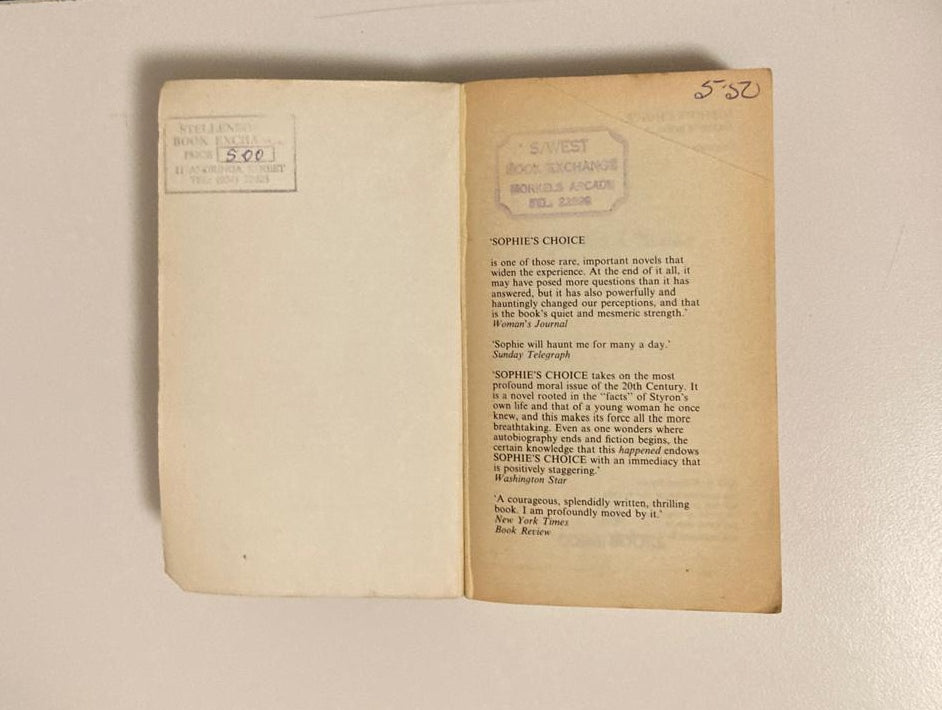 BOOK EXCHA
PRICE 5 00
STREET
5-50
S/WEST
BOOK EXCHANGE
ARCADE
TEL.
'SOPHIE'S CHOICE
is one of those rare, important novels that
widen the experience. At the end of it all, it
may have posed more questions than it has
answered, but it has also powerfully and
hauntingly changed our perceptions, and that
is the book's quiet and mesmeric strength.'
Woman's Journal
'Sophie will haunt me for many a day.'
Sunday Telegraph
'SOPHIE'S CHOICE takes on the most
profound moral issue of the 20th Century. It
is a novel rooted in the "facts" of Styron's
own life and that of a young woman he once
knew, and this makes its force all the more
breathtaking. Even as one wonders where
autobiography ends and fiction begins, the
certain knowledge that this happened endows
SOPHIE'S CHOICE with an immediacy that
is positively staggering.'
Washington Star
'A courageous, splendidly written, thrilling
book. I am profoundly moved by it.'
New York Times
Book Review